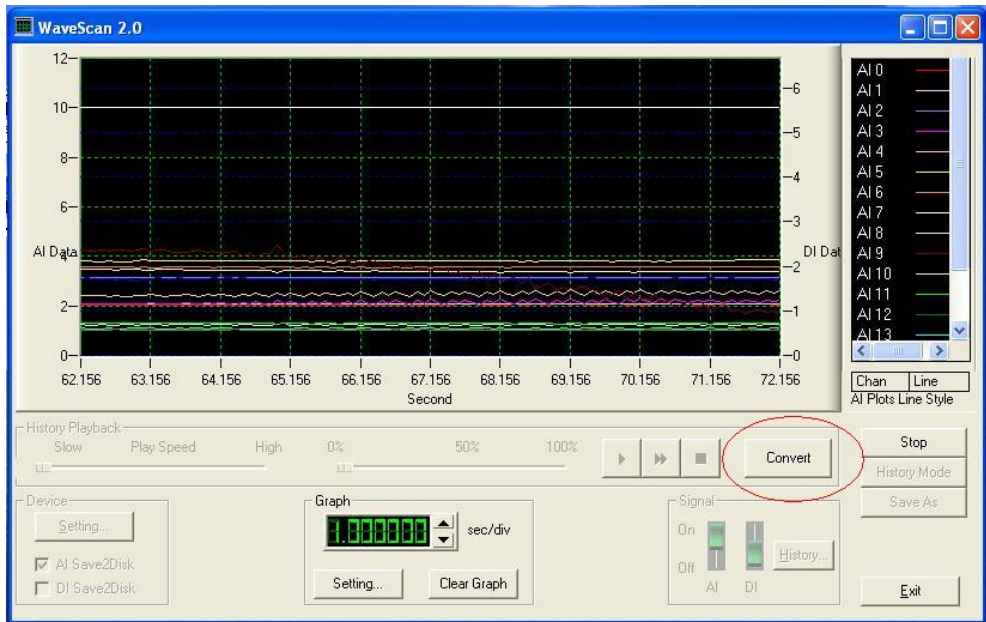 WaveScan 2.0
12
10
8
6
AI Data
4
2
0
6
5
4
3
DI Dat
2
1
0
62.156 63.156 64.156 65.156 66.156 67.156 68.156 69.156 70.156 71.156 72.156
Second
AI 0
AI 1
AI 2
AI 3
AI 4
AI 5
AI 6
AI 7
AI 8
AI 9
AI 10
AI 11
AI 12
AI 13
Chan Line
AI Plots Line Style
History Playback
Slow Play Speed High 0% 50% 100%
Convert
Stop
History Mode
Save As
Exit
Device
Setting...
AI Save2Disk
DI Save2Disk
Graph
1.000000 sec/div
Setting... Clear Graph
Signal
On
Off
AI DI
History...